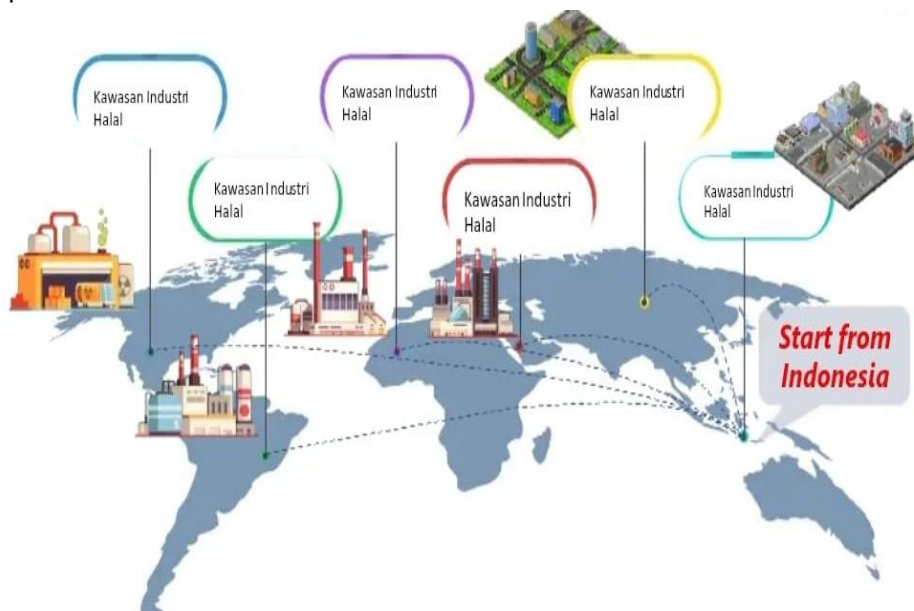 Kawasan Industri
Halal
Kawasan Industri
Halal
Kawasan Industri
Halal
Kawasan Industri
Halal
Kawasan Industri
Halal
Kawasan Industri
Halal
Start from
Indonesia